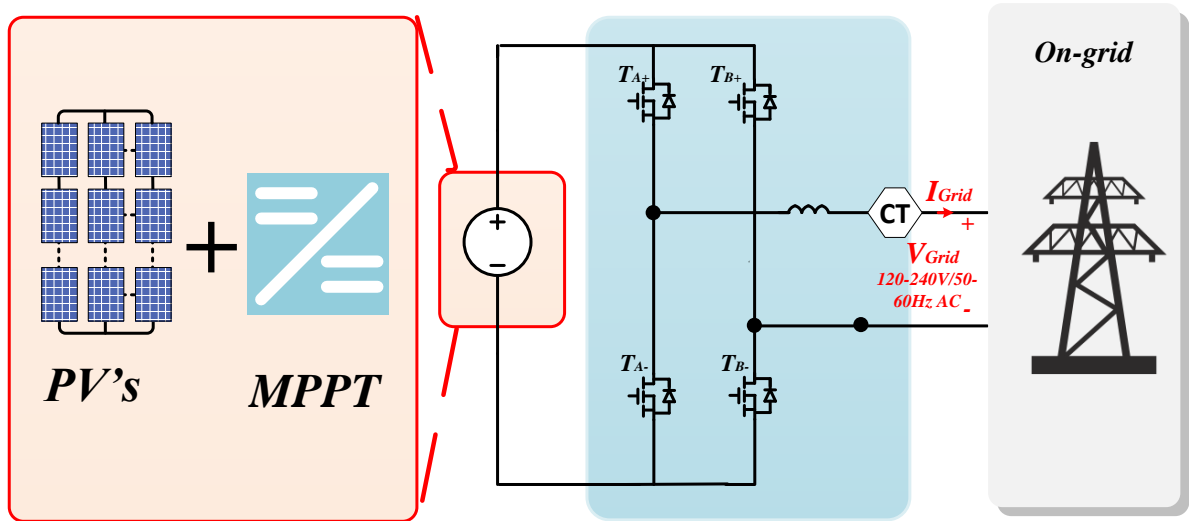 On-grid
TA+
TB+
IGrid
CT
+
+
VGrid
120-240V/50-
60Hz AC
-
−
+
TA-
TB-
PV's
MPPT